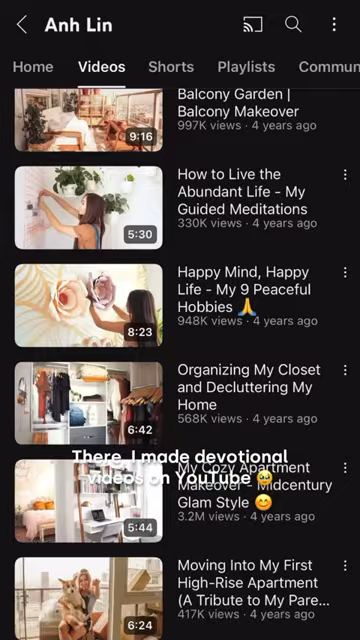 Anh Lin
Home Videos Shorts Playlists Commun
Balcony Garden |
Balcony Makeover
997K views · 4 years ago
9:16
How to Live the
Abundant Life - My
Guided Meditations
330K views · 4 years ago
5:30
Happy Mind, Happy
Life - My 9 Peaceful
Hobbies 🙏
948K views · 4 years ago
8:23
Organizing My Closet
and Decluttering My
Home
568K views · 4 years ago
6:42
There, I made devotional
videos on YouTube 🥹
My Cozy Apartment
Makeover - Midcentury
Glam Style 😊
3.2M views · 4 years ago
5:44
Moving Into My First
High-Rise Apartment
(A Tribute to My Pare...
417K views · 4 years ago
6:24